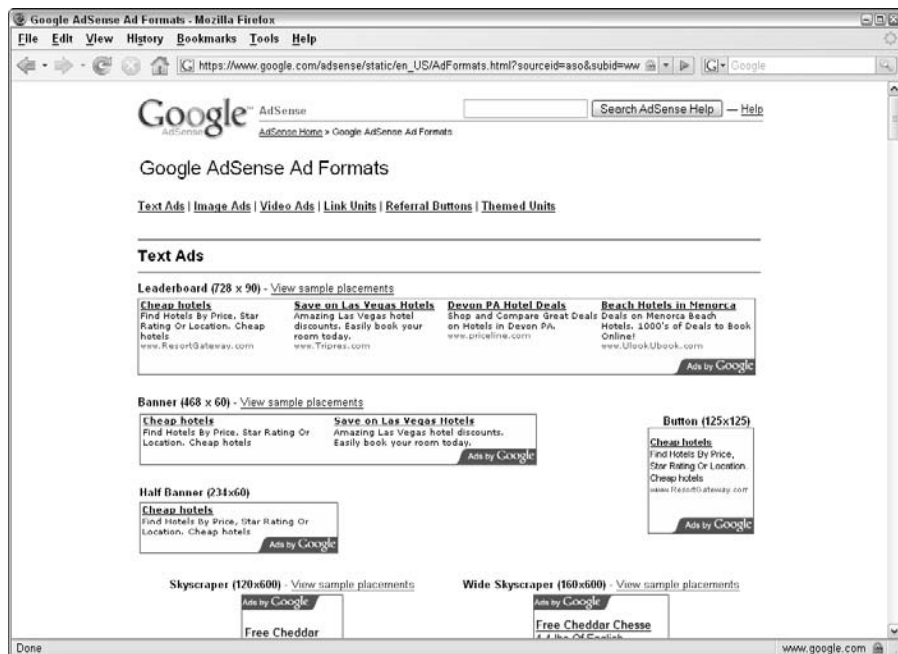 Google AdSense Ad Formats - Mozilla Firefox
File Edit View History Bookmarks Tools Help
https://www.google.com/adsense/static/en_US/AdFormats.html?sourceid=aso&subid=ww
G Google
Google™ AdSense
AdSense
Search AdSense Help — Help
AdSense Home » Google AdSense Ad Formats
Google AdSense Ad Formats
Text Ads | Image Ads | Video Ads | Link Units | Referral Buttons | Themed Units
Text Ads
Leaderboard (728 x 90) - View sample placements
Cheap hotels
Find Hotels By Price, Star
Rating Or Location. Cheap
hotels
www.ResortGateway.com
Save on Las Vegas Hotels
Amazing Las Vegas hotel
discounts. Easily book your
room today.
www.Tripres.com
Devon PA Hotel Deals
Shop and Compare Great Deals
on Hotels in Devon PA.
www.priceline.com
Beach Hotels in Menorca
Deals on Menorca Beach
Hotels. 1000's of Deals to Book
Online!
www.UlookUbook.com
Ads by Google
Banner (468 x 60) - View sample placements
Cheap hotels
Find Hotels By Price, Star Rating Or
Location. Cheap hotels
Save on Las Vegas Hotels
Amazing Las Vegas hotel discounts.
Easily book your room today.
Ads by Google
Button (125x125)
Cheap hotels
Find Hotels By Price,
Star Rating Or Location.
Cheap hotels
www.ResortGateway.com
Ads by Google
Half Banner (234x60)
Cheap hotels
Find Hotels By Price, Star Rating Or
Location. Cheap hotels
Ads by Google
Skyscraper (120x600) - View sample placements
Ads by Google
Free Cheddar
Wide Skyscraper (160x600) - View sample placements
Ads by Google
Free Cheddar Chesse
Of English
Done
www.google.com